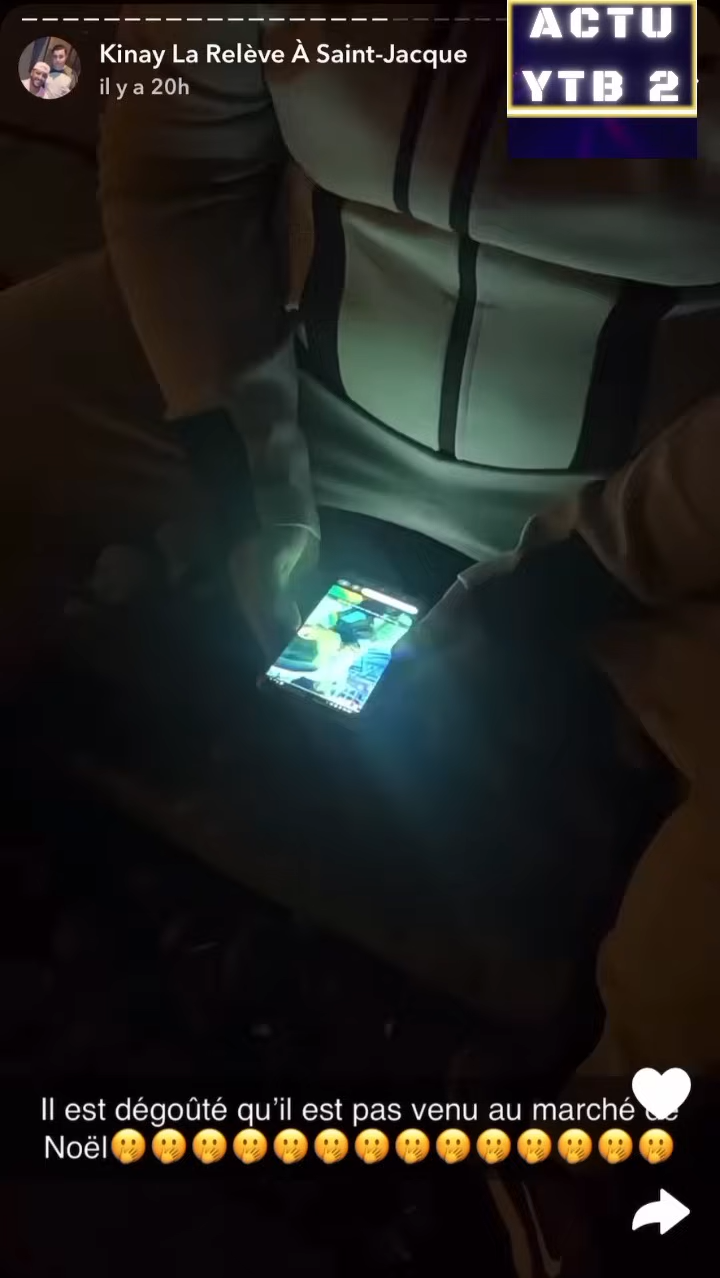 Kinay La Relève À Saint-Jacque
il y a 20h
ACTU
YTB 2
Il est dégoûté qu'il est pas venu au marché de
Noël🤭🤭🤭🤭🤭🤭🤭🤭🤭🤭🤭🤭🤭🤭